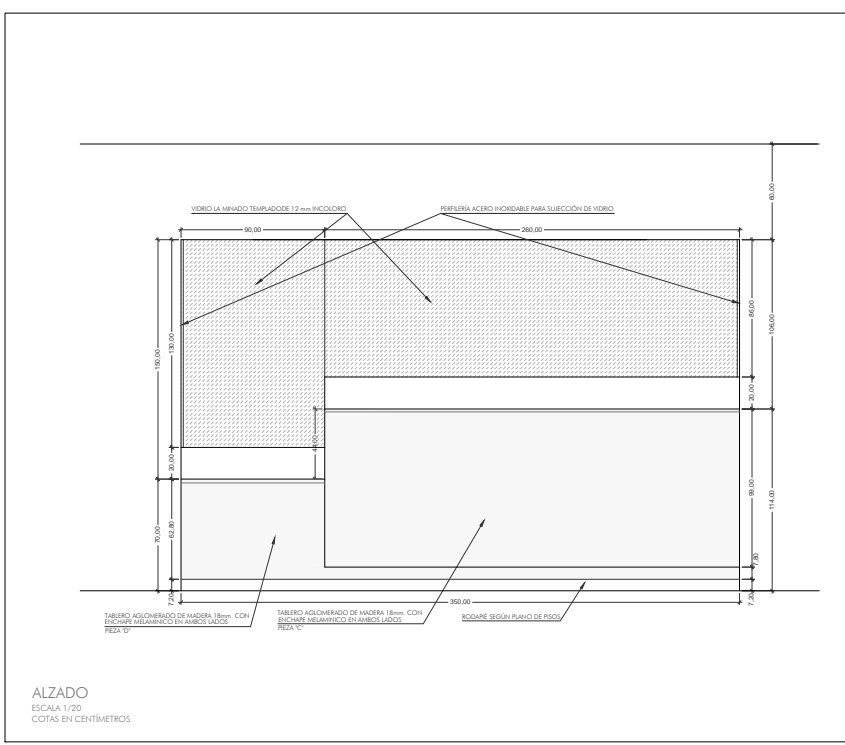 60,00
VIDRIO LA MINADO TEMPLADODE 12 mm INCOLORO
PERFILERÍA ACERO INOXIDABLE PARA SUJECCIÓN DE VIDRIO
90,00
260,00
150,00
130,00
86,00
106,00
20,00
44,00
20,00
70,00
62,80
99,00
114,00
7,80
7,20
350,00
7,20
TABLERO AGLOMERADO DE MADERA 18mm. CON
ENCHAPE MELAMINICO EN AMBOS LADOS
PIEZA "D"
TABLERO AGLOMERADO DE MADERA 18mm. CON
ENCHAPE MELAMINICO EN AMBOS LADOS
PIEZA "C"
RODAPIÉ SEGÚN PLANO DE PISOS
ALZADO
ESCALA 1/20
COTAS EN CENTÍMETROS